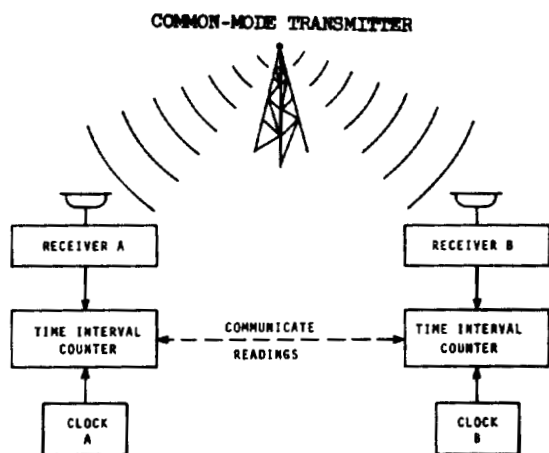 COMMON-MODE TRANSMITTER
RECEIVER A
RECEIVER B
TIME INTERVAL
COUNTER
COMMUNICATE
READINGS
TIME INTERVAL
COUNTER
CLOCK
A
CLOCK
B